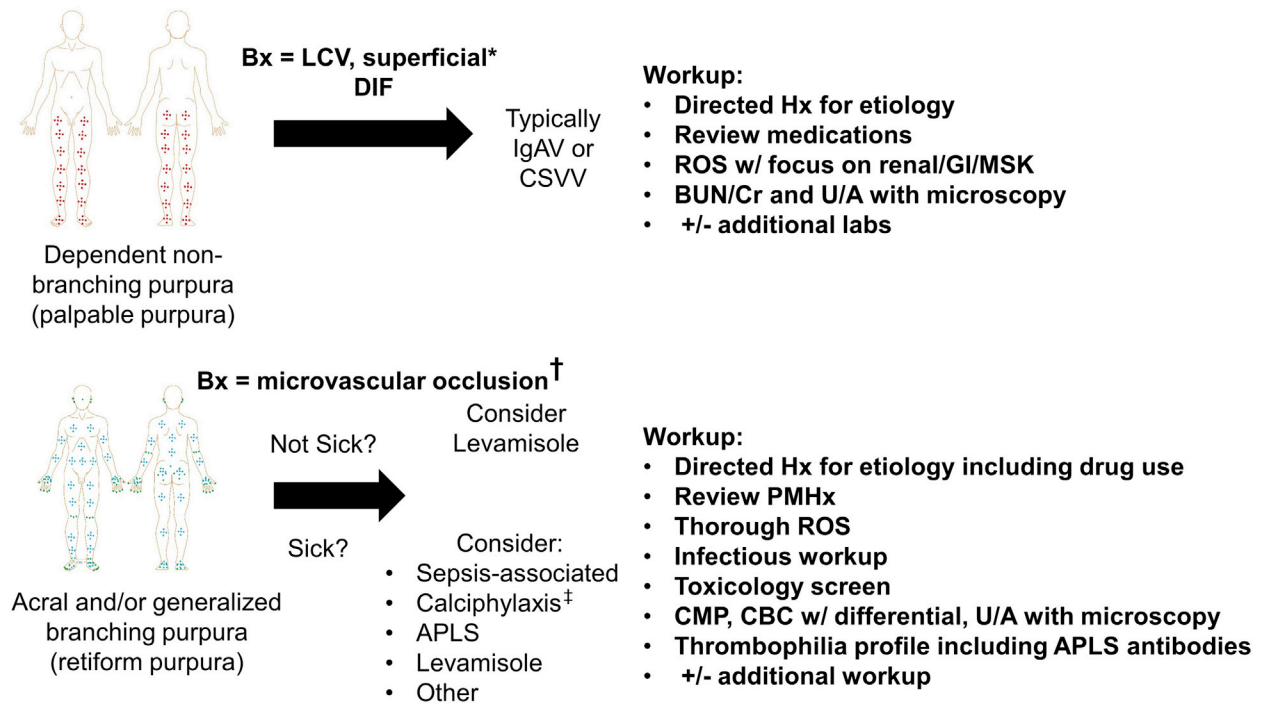 Bx = LCV, superficial*
DIF
Typically
IgAV or
CSVV
Workup:
• Directed Hx for etiology
• Review medications
• ROS w/ focus on renal/GI/MSK
• BUN/Cr and U/A with microscopy
• +/- additional labs
Dependent non-
branching purpura
(palpable purpura)
Bx = microvascular occlusion†
Not Sick?
Consider
Levamisole
Sick?
Consider:
• Sepsis-associated
• Calciphylaxis‡
• APLS
• Levamisole
• Other
Acral and/or generalized
branching purpura
(retiform purpura)
Workup:
• Directed Hx for etiology including drug use
• Review PMHx
• Thorough ROS
• Infectious workup
• Toxicology screen
• CMP, CBC w/ differential, U/A with microscopy
• Thrombophilia profile including APLS antibodies
• +/- additional workup